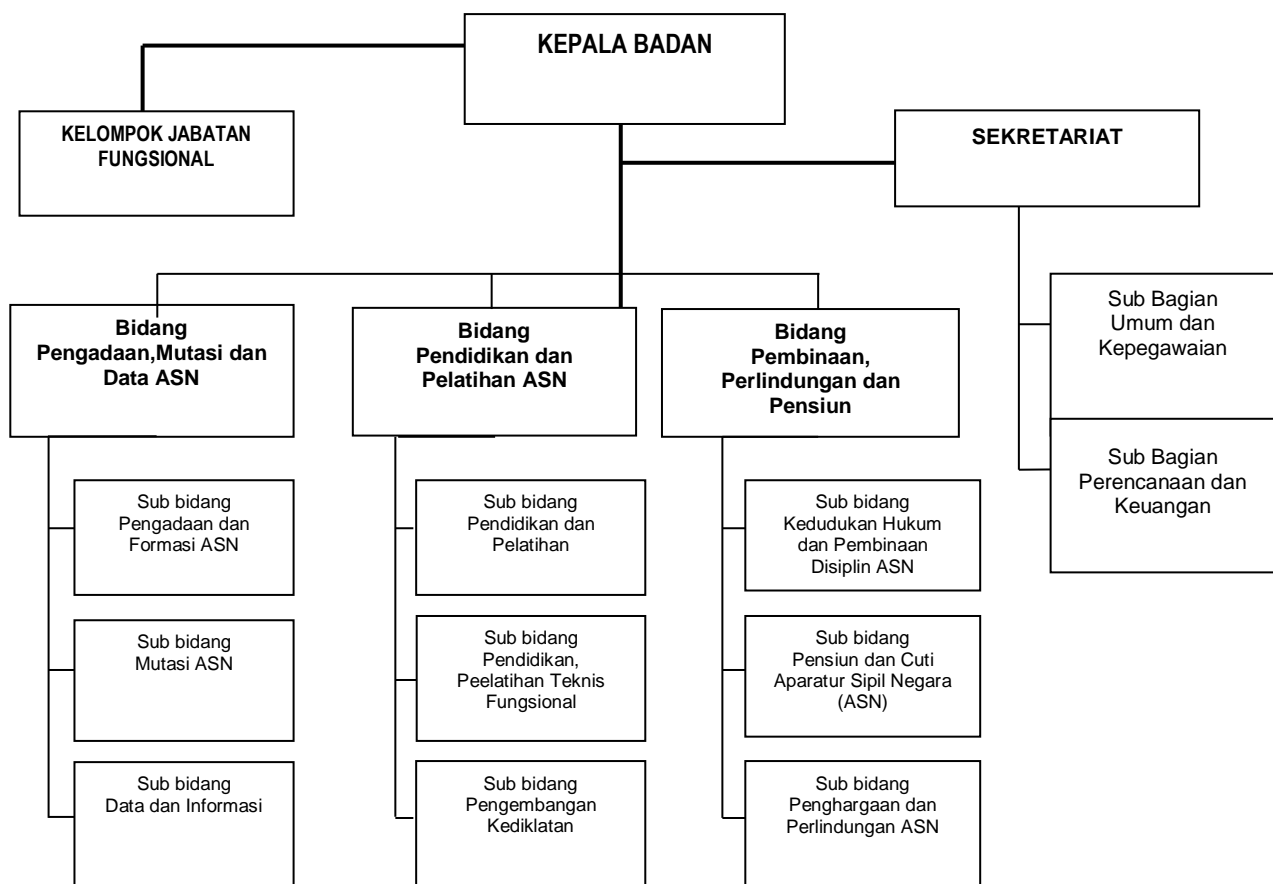 KEPALA BADAN
KELOMPOK JABATAN
FUNGSIONAL
SEKRETARIAT
Sub Bagian
Umum dan
Kepegawaian
Sub Bagian
Perencanaan dan
Keuangan
Bidang
Pengadaan,Mutasi dan
Data ASN
Bidang
Pendidikan dan
Pelatihan ASN
Bidang
Pembinaan,
Perlindungan dan
Pensiun
Sub bidang
Pengadaan dan
Formasi ASN
Sub bidang
Pendidikan dan
Pelatihan
Sub bidang
Kedudukan Hukum
dan Pembinaan
Disiplin ASN
Sub bidang
Mutasi ASN
Sub bidang
Pendidikan,
Peelatihan Teknis
Fungsional
Sub bidang
Pensiun dan Cuti
Aparatur Sipil Negara
(ASN)
Sub bidang
Data dan Informasi
Sub bidang
Pengembangan
Kediklatan
Sub bidang
Penghargaan dan
Perlindungan ASN